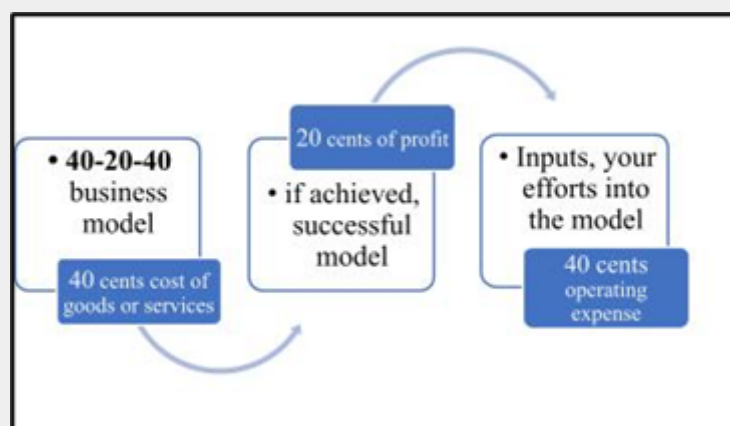 • 40-20-40
business
model
40 cents cost of
goods or services
20 cents of profit
• if achieved,
successful
model
• Inputs, your
efforts into
the model
40 cents
operating
expense